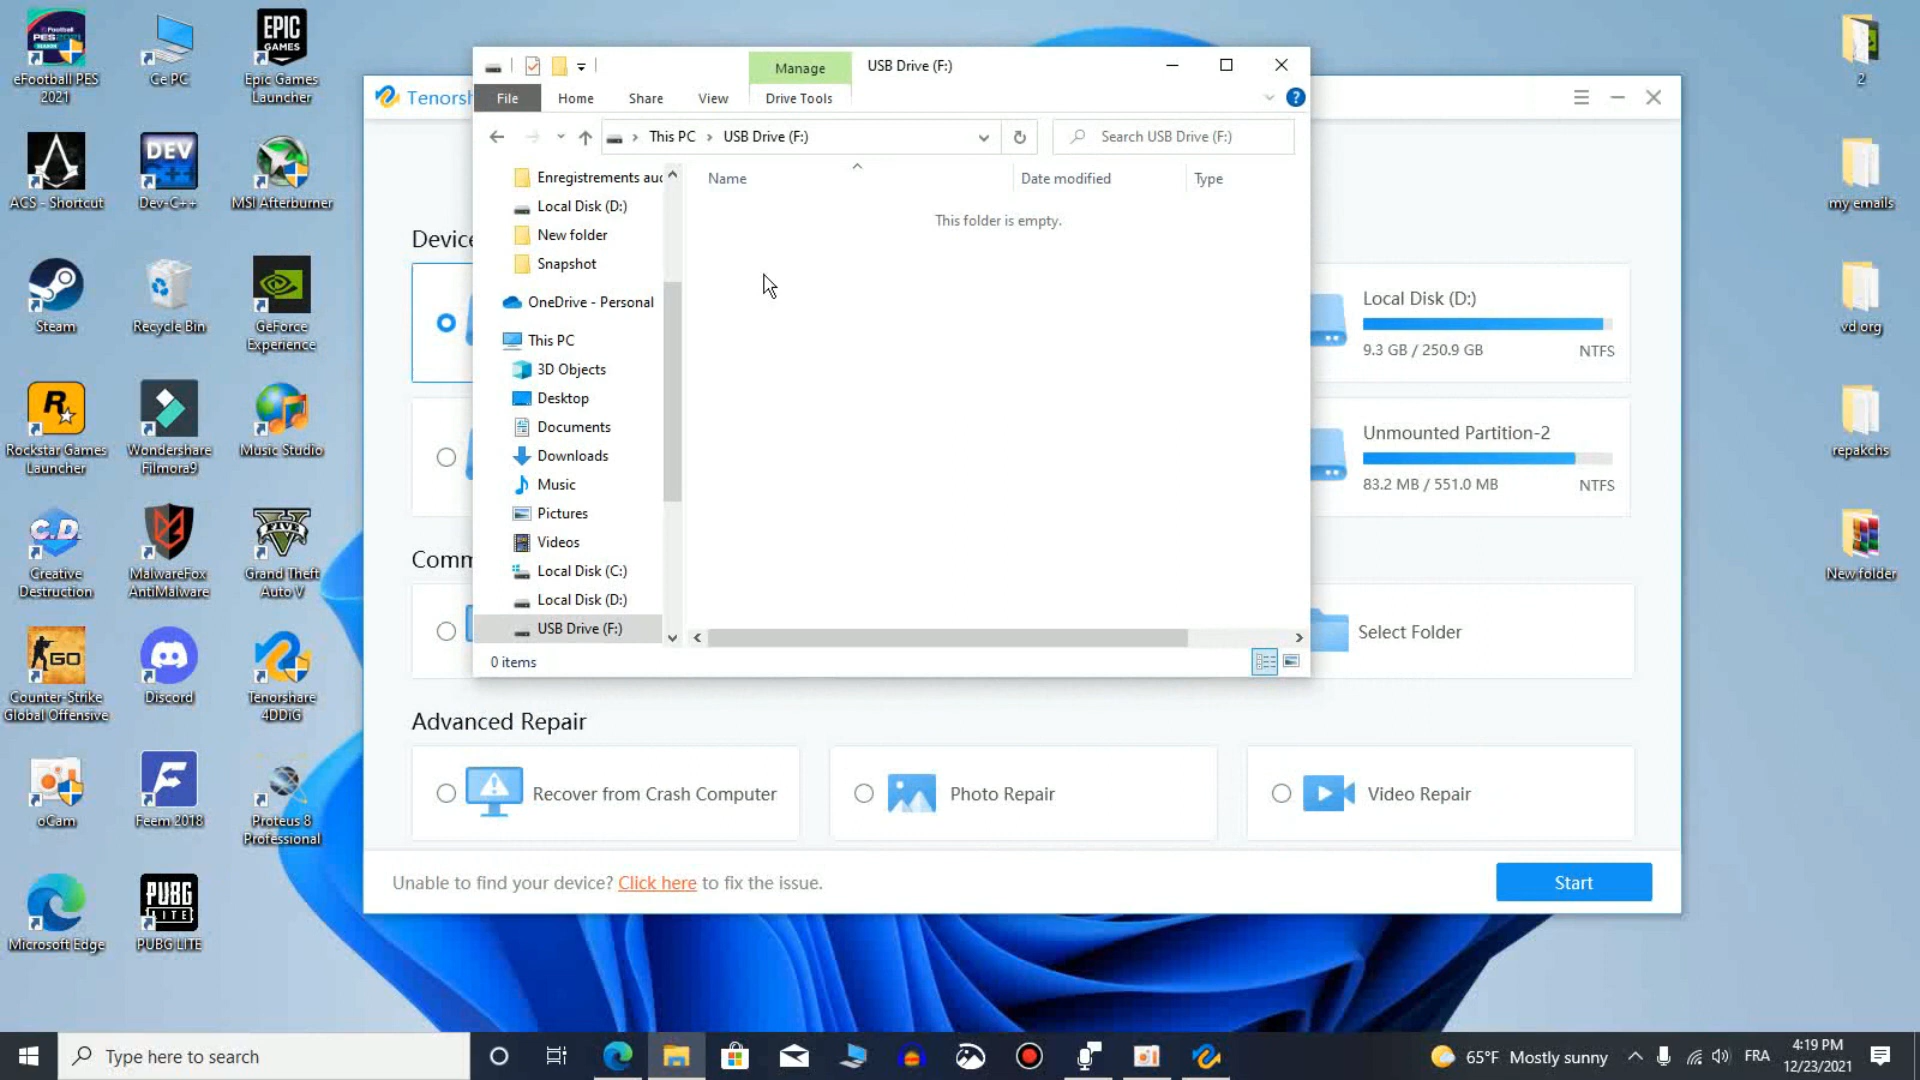 eFootball PES
2021
Ce PC
EPIC
GAMES
Epic Games
Launcher
ACS - Shortcut
DEV
C++
Dev-C++
MSI Afterburner
Steam
Recycle Bin
GeForce
Experience
Rockstar Games
Launcher
Wondershare
Filmora9
Music Studio
C.D.
Creative
Destruction
MalwareFox
AntiMalware
FIVE
Grand Theft
Auto V
GO
Counter-Strike
Global Offensive
Discord
Tenorshare
4DDiG
oCam
Feem 2018
Proteus 8
Professional
Microsoft Edge
PUBG
LITE
PUBG LITE
Tenorsh
Manage
USB Drive (F:)
File
Home
Share
View
Drive Tools
This PC
USB Drive (F:)
Search USB Drive (F:)
Enregistrements aud
Local Disk (D:)
New folder
Snapshot
OneDrive - Personal
This PC
3D Objects
Desktop
Documents
Downloads
Music
Pictures
Videos
Local Disk (C:)
Local Disk (D:)
USB Drive (F:)
Name
Date modified
Type
This folder is empty.
0 items
Device
Local Disk (D:)
9.3 GB / 250.9 GB
NTFS
Unmounted Partition-2
83.2 MB / 551.0 MB
NTFS
Comm
Select Folder
Advanced Repair
Recover from Crash Computer
Photo Repair
Video Repair
Unable to find your device? Click here to fix the issue.
Start
2
my emails
vd org
repakchs
New folder
Type here to search
65°F Mostly sunny
FRA
4:19 PM
12/23/2021